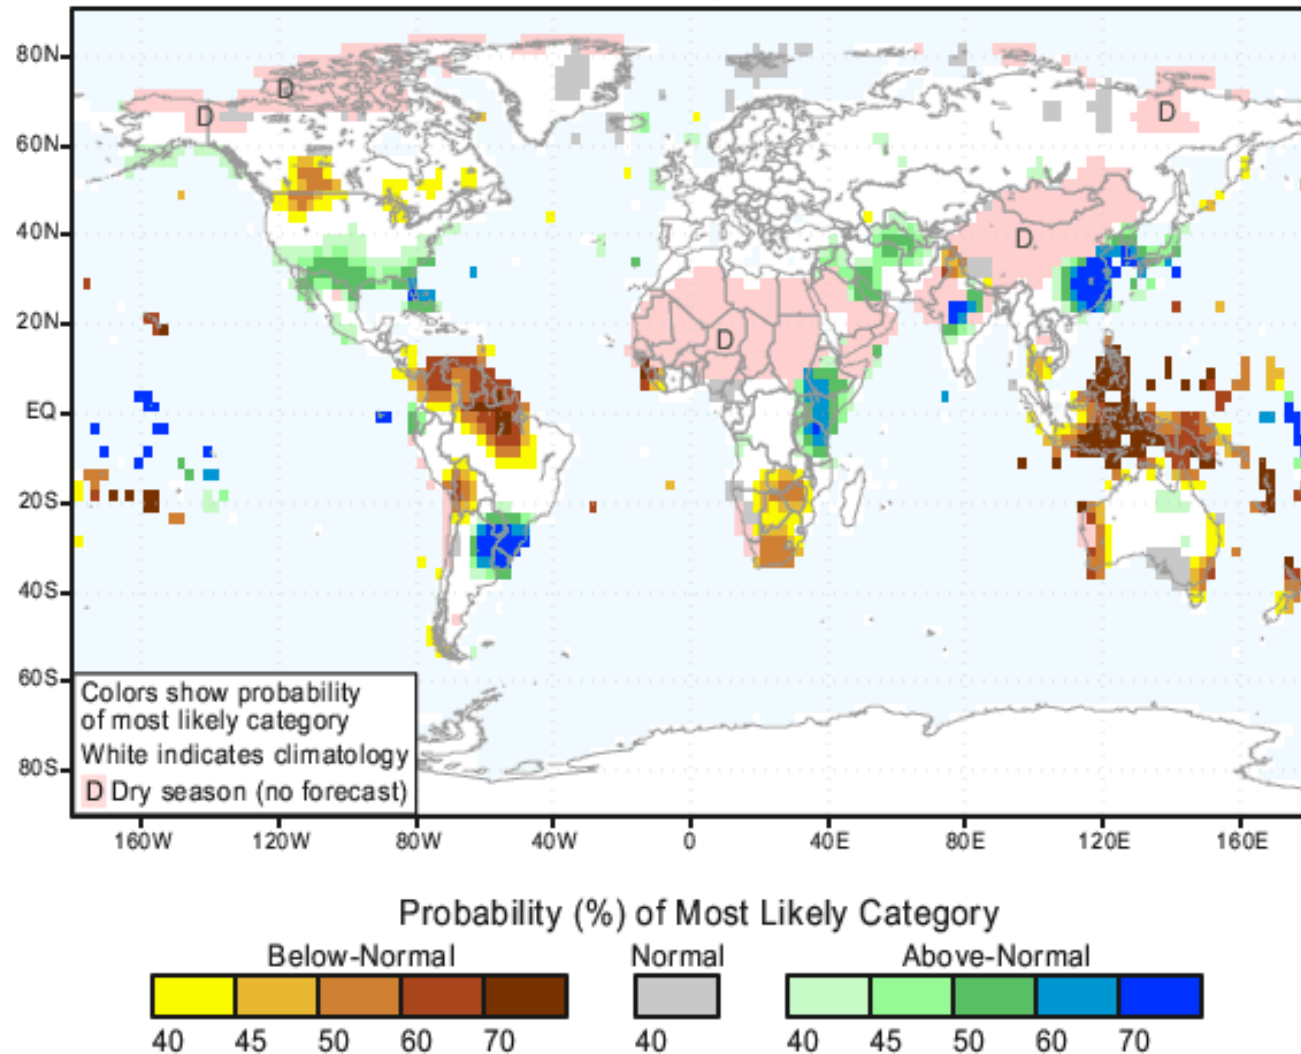 80N
60N
40N
20N
EQ
20S
40S
60S
80S
D
D
D
D
D
Colors show probability
of most likely category
White indicates climatology
D Dry season (no forecast)
160W 120W 80W 40W 0 40E 80E 120E 160E
Probability (%) of Most Likely Category
Below-Normal Normal Above-Normal
40 45 50 60 70 40 40 45 50 60 70